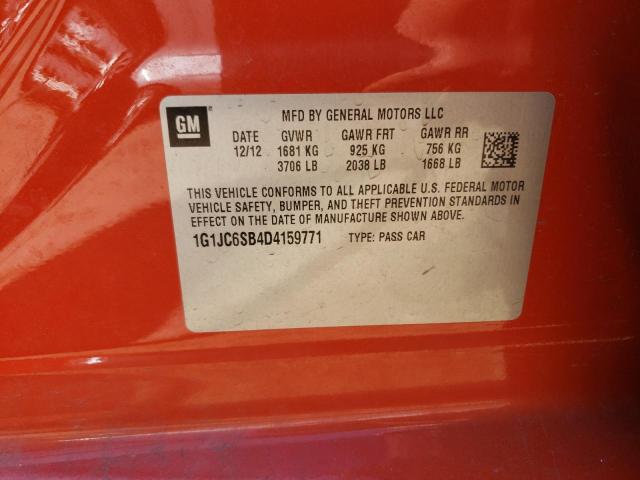 GM
MFD BY GENERAL MOTORS LLC
DATE GVWR GAWR FRT GAWR RR
12/12 1681 KG 925 KG 756 KG
3706 LB 2038 LB 1668 LB
THIS VEHICLE CONFORMS TO ALL APPLICABLE U.S. FEDERAL MOTOR
VEHICLE SAFETY, BUMPER, AND THEFT PREVENTION STANDARDS IN
EFFECT ON THE DATE OF MANUFACTURE SHOWN ABOVE.
1G1JC6SB4D4159771 TYPE: PASS CAR